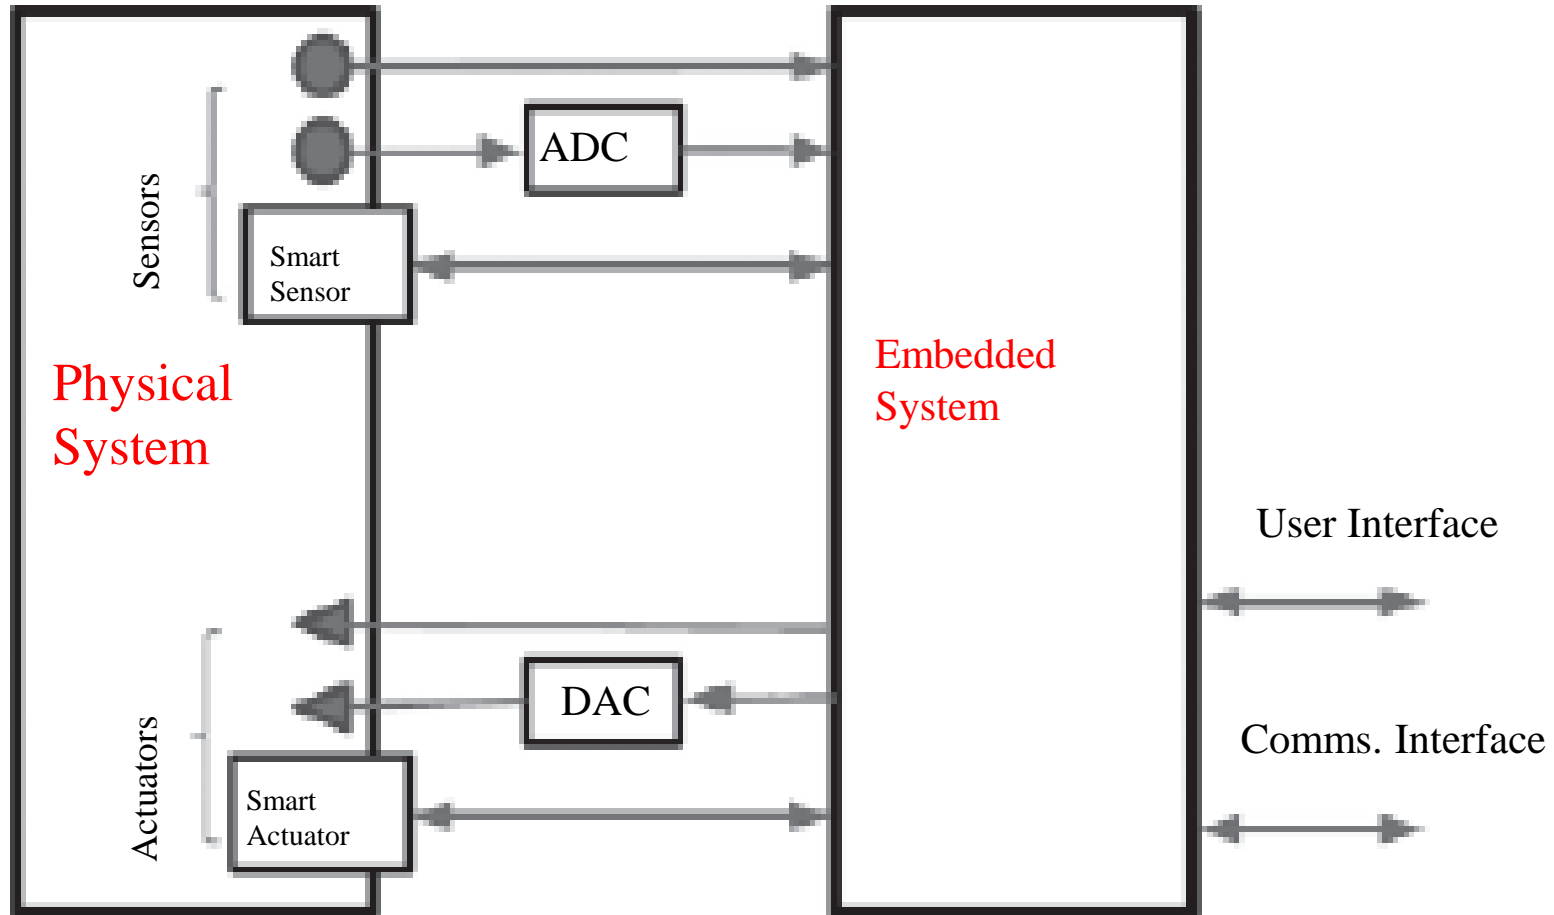 ADC
Sensors
Smart
Sensor
Physical
System
Embedded
System
User Interface
DAC
Actuators
Comms. Interface
Smart
Actuator